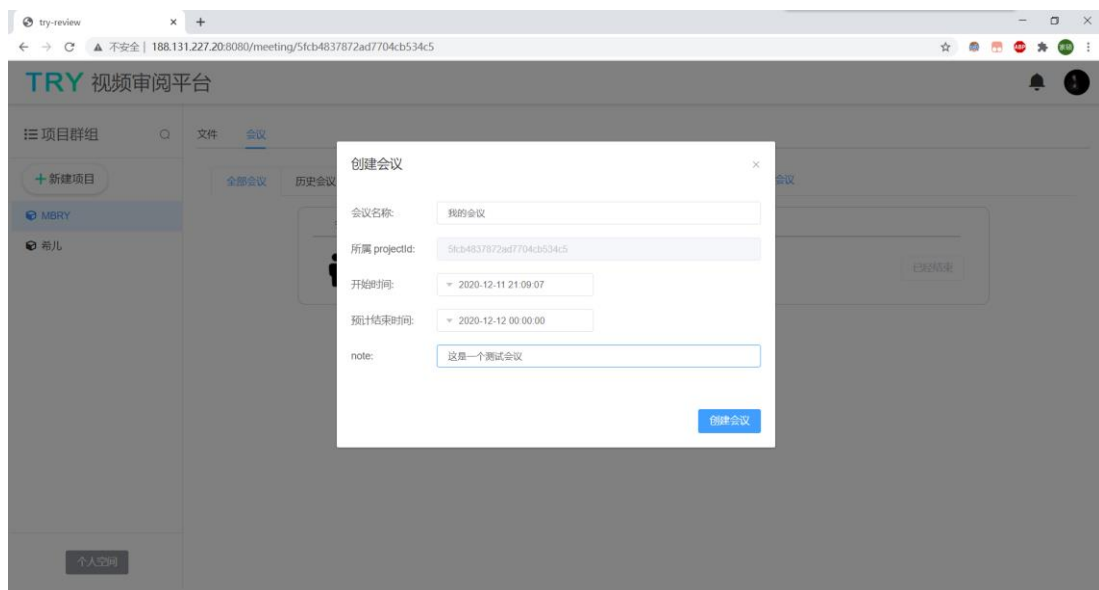 try-review
不安全 | 188.131.227.20:8080/meeting/5fcb4837872ad7704cb534c5
ABP
TRY 视频审阅平台
项目群组
文件 会议
新建项目
全部会议 历史会议
会议
MBRY
希儿
已经结束
创建会议
会议名称: 我的会议
所属 projectId: 5fcb4837872ad7704cb534c5
开始时间: 2020-12-11 21:09:07
预计结束时间: 2020-12-12 00:00:00
note: 这是一个测试会议
创建会议
个人空间